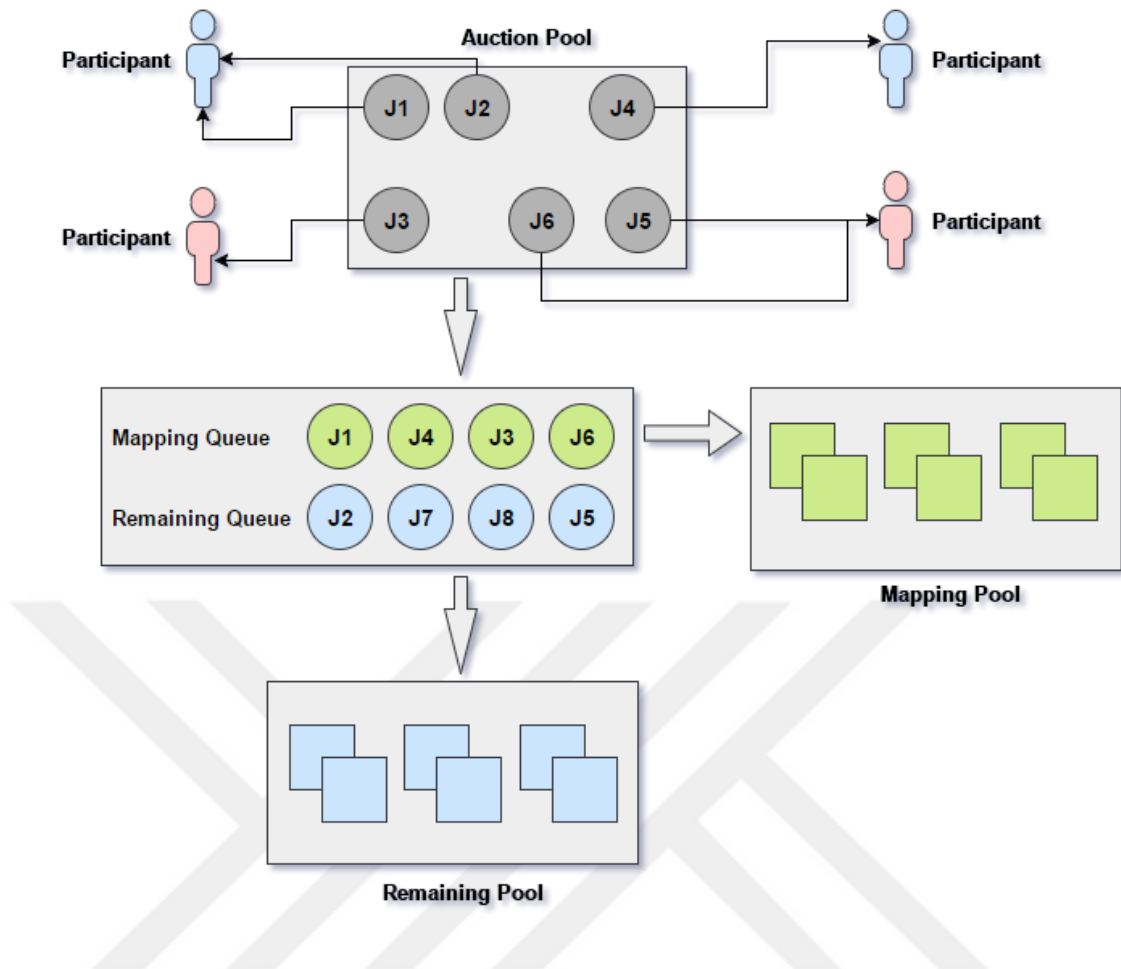 Auction Pool
Participant
Participant
J1
J2
J4
Participant
Participant
J3
J6
J5
Mapping Queue
J1
J4
J3
J6
Remaining Queue
J2
J7
J8
J5
Mapping Pool
Remaining Pool